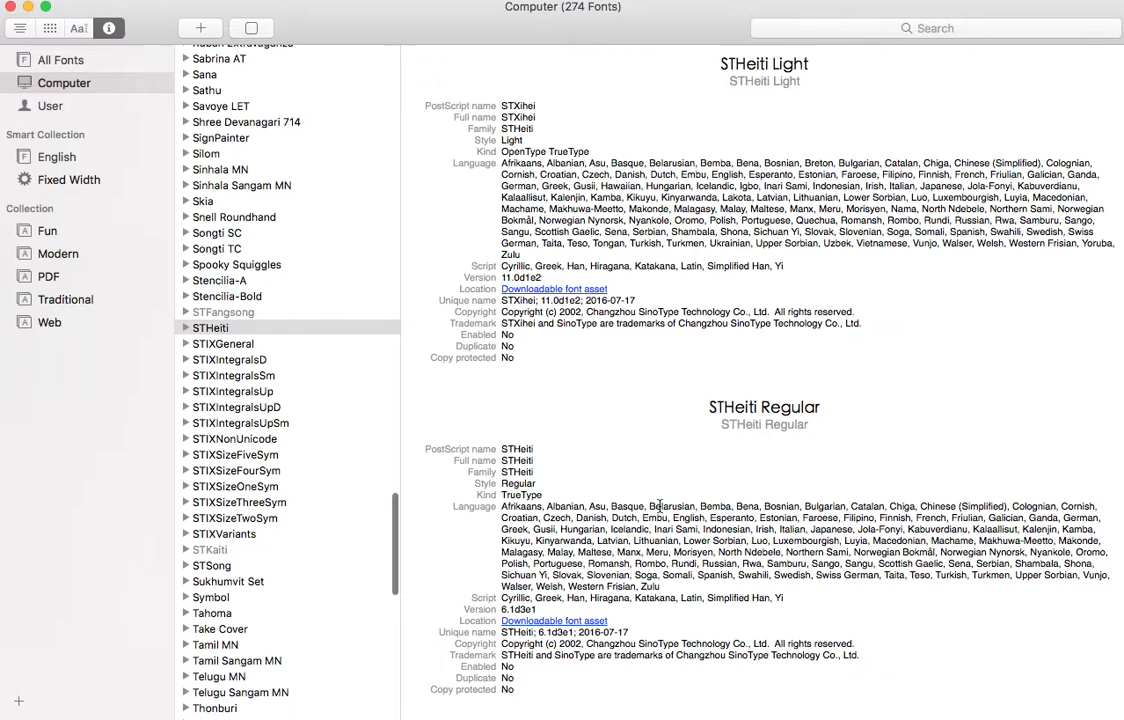 Computer (274 Fonts)
Aa
Search
All Fonts
Computer
User
Smart Collection
English
Fixed Width
Collection
Fun
Modern
PDF
Traditional
Web
Sabrina AT
Sana
Sathu
Savoye LET
Shree Devanagari 714
SignPainter
Silom
Sinhala MN
Sinhala Sangam MN
Skia
Snell Roundhand
Songti SC
Songti TC
Spooky Squiggles
Stencilia-A
Stencilia-Bold
STFangsong
STHeiti
STIXGeneral
STIXIntegralsD
STIXIntegralsSm
STIXIntegralsUp
STIXIntegralsUpD
STIXIntegralsUpSm
STIXNonUnicode
STIXSizeFiveSym
STIXSizeFourSym
STIXSizeOneSym
STIXSizeThreeSym
STIXSizeTwoSym
STIXVariants
STKaiti
STSong
Sukhumvit Set
Symbol
Tahoma
Take Cover
Tamil MN
Tamil Sangam MN
Telugu MN
Telugu Sangam MN
Thonburi
STHeiti Light
STHeiti Light
PostScript name STXihei
Full name STXihei
Family STHeiti
Style Light
Kind OpenType TrueType
Language Afrikaans, Albanian, Asu, Basque, Belarusian, Bemba, Bena, Bosnian, Breton, Bulgarian, Catalan, Chiga, Chinese (Simplified), Colognian,
Cornish, Croatian, Czech, Danish, Dutch, Embu, English, Esperanto, Estonian, Faroese, Filipino, Finnish, French, Friulian, Galician, Ganda,
German, Greek, Gusii, Hawaiian, Hungarian, Icelandic, Igbo, Inari Sami, Indonesian, Irish, Italian, Japanese, Jola-Fonyi, Kabuverdianu,
Kalaallisut, Kalenjin, Kamba, Kikuyu, Kinyarwanda, Lakota, Latvian, Lithuanian, Lower Sorbian, Luo, Luxembourgish, Luyia, Macedonian,
Machame, Makhuwa-Meetto, Makonde, Malagasy, Malay, Maltese, Manx, Meru, Morisyen, Nama, North Ndebele, Northern Sami, Norwegian
Bokmål, Norwegian Nynorsk, Nyankole, Oromo, Polish, Portuguese, Quechua, Romansh, Rombo, Rundi, Russian, Rwa, Samburu, Sango,
Sangu, Scottish Gaelic, Sena, Serbian, Shambala, Shona, Sichuan Yi, Slovak, Slovenian, Soga, Somali, Spanish, Swahili, Swedish, Swiss
German, Taita, Teso, Tongan, Turkish, Turkmen, Ukrainian, Upper Sorbian, Uzbek, Vietnamese, Vunjo, Walser, Welsh, Western Frisian, Yoruba,
Zulu
Script Cyrillic, Greek, Han, Hiragana, Katakana, Latin, Simplified Han, Yi
Version 11.0d1e2
Location Downloadable font asset
Unique name STXihei; 11.0d1e2; 2016-07-17
Copyright Copyright (c) 2002, Changzhou SinoType Technology Co., Ltd. All rights reserved.
Trademark STXihei and SinoType are trademarks of Changzhou SinoType Technology Co., Ltd.
Enabled No
Duplicate No
Copy protected No
STHeiti Regular
STHeiti Regular
PostScript name STHeiti
Full name STHeiti
Family STHeiti
Style Regular
Kind TrueType
Language Afrikaans, Albanian, Asu, Basque, Belarusian, Bemba, Bena, Bosnian, Bulgarian, Catalan, Chiga, Chinese (Simplified), Colognian, Cornish,
Croatian, Czech, Danish, Dutch, Embu, English, Esperanto, Estonian, Faroese, Filipino, Finnish, French, Friulian, Galician, Ganda, German,
Greek, Gusii, Hungarian, Icelandic, Inari Sami, Indonesian, Irish, Italian, Japanese, Jola-Fonyi, Kabuverdianu, Kalaallisut, Kalenjin, Kamba,
Kikuyu, Kinyarwanda, Latvian, Lithuanian, Lower Sorbian, Luo, Luxembourgish, Luyia, Macedonian, Machame, Makhuwa-Meetto, Makonde,
Malagasy, Malay, Maltese, Manx, Meru, Morisyen, North Ndebele, Northern Sami, Norwegian Bokmål, Norwegian Nynorsk, Nyankole, Oromo,
Polish, Portuguese, Romansh, Rombo, Rundi, Russian, Rwa, Samburu, Sango, Sangu, Scottish Gaelic, Sena, Serbian, Shambala, Shona,
Sichuan Yi, Slovak, Slovenian, Soga, Somali, Spanish, Swahili, Swedish, Swiss German, Taita, Teso, Turkish, Turkmen, Upper Sorbian, Vunjo,
Walser, Welsh, Western Frisian, Zulu
Script Cyrillic, Greek, Han, Hiragana, Katakana, Latin, Simplified Han, Yi
Version 6.1d3e1
Location Downloadable font asset
Unique name STHeiti; 6.1d3e1; 2016-07-17
Copyright Copyright (c) 2002, Changzhou SinoType Technology Co., Ltd. All rights reserved.
Trademark STHeiti and SinoType are trademarks of Changzhou SinoType Technology Co., Ltd.
Enabled No
Duplicate No
Copy protected No